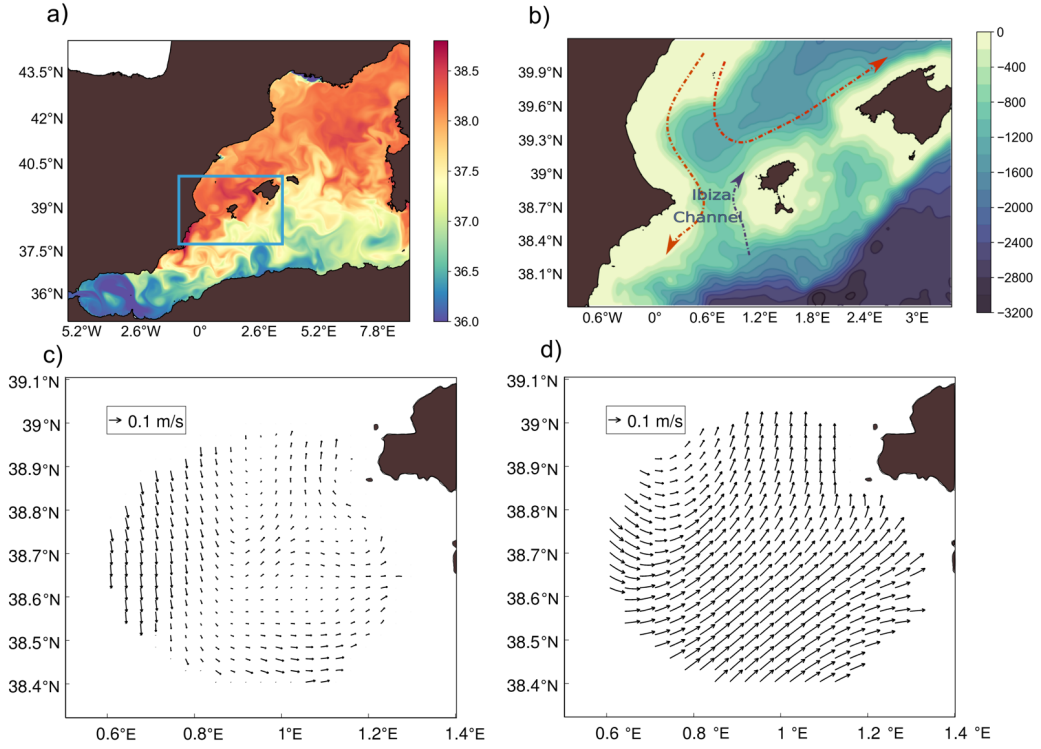 a)
43.5°N
42°N
40.5°N
39°N
37.5°N
36°N
5.2°W
2.6°W
0°
2.6°E
5.2°E
7.8°E
38.5
38.0
37.5
37.0
36.5
36.0
b)
39.9°N
39.6°N
39.3°N
39°N
38.7°N
38.4°N
38.1°N
Ibiza
Channel
0.6°W
0°
0.6°E
1.2°E
1.8°E
2.4°E
3°E
0
−400
−800
−1200
−1600
−2000
−2400
−2800
−3200
c)
39.1°N
39°N
38.9°N
38.8°N
38.7°N
38.6°N
38.5°N
38.4°N
0.1 m/s
0.6°E
0.8°E
1°E
1.2°E
1.4°E
d)
39.1°N
39°N
38.9°N
38.8°N
38.7°N
38.6°N
38.5°N
38.4°N
0.1 m/s
0.6 °E
0.8 °E
1 °E
1.2 °E
1.4 °E